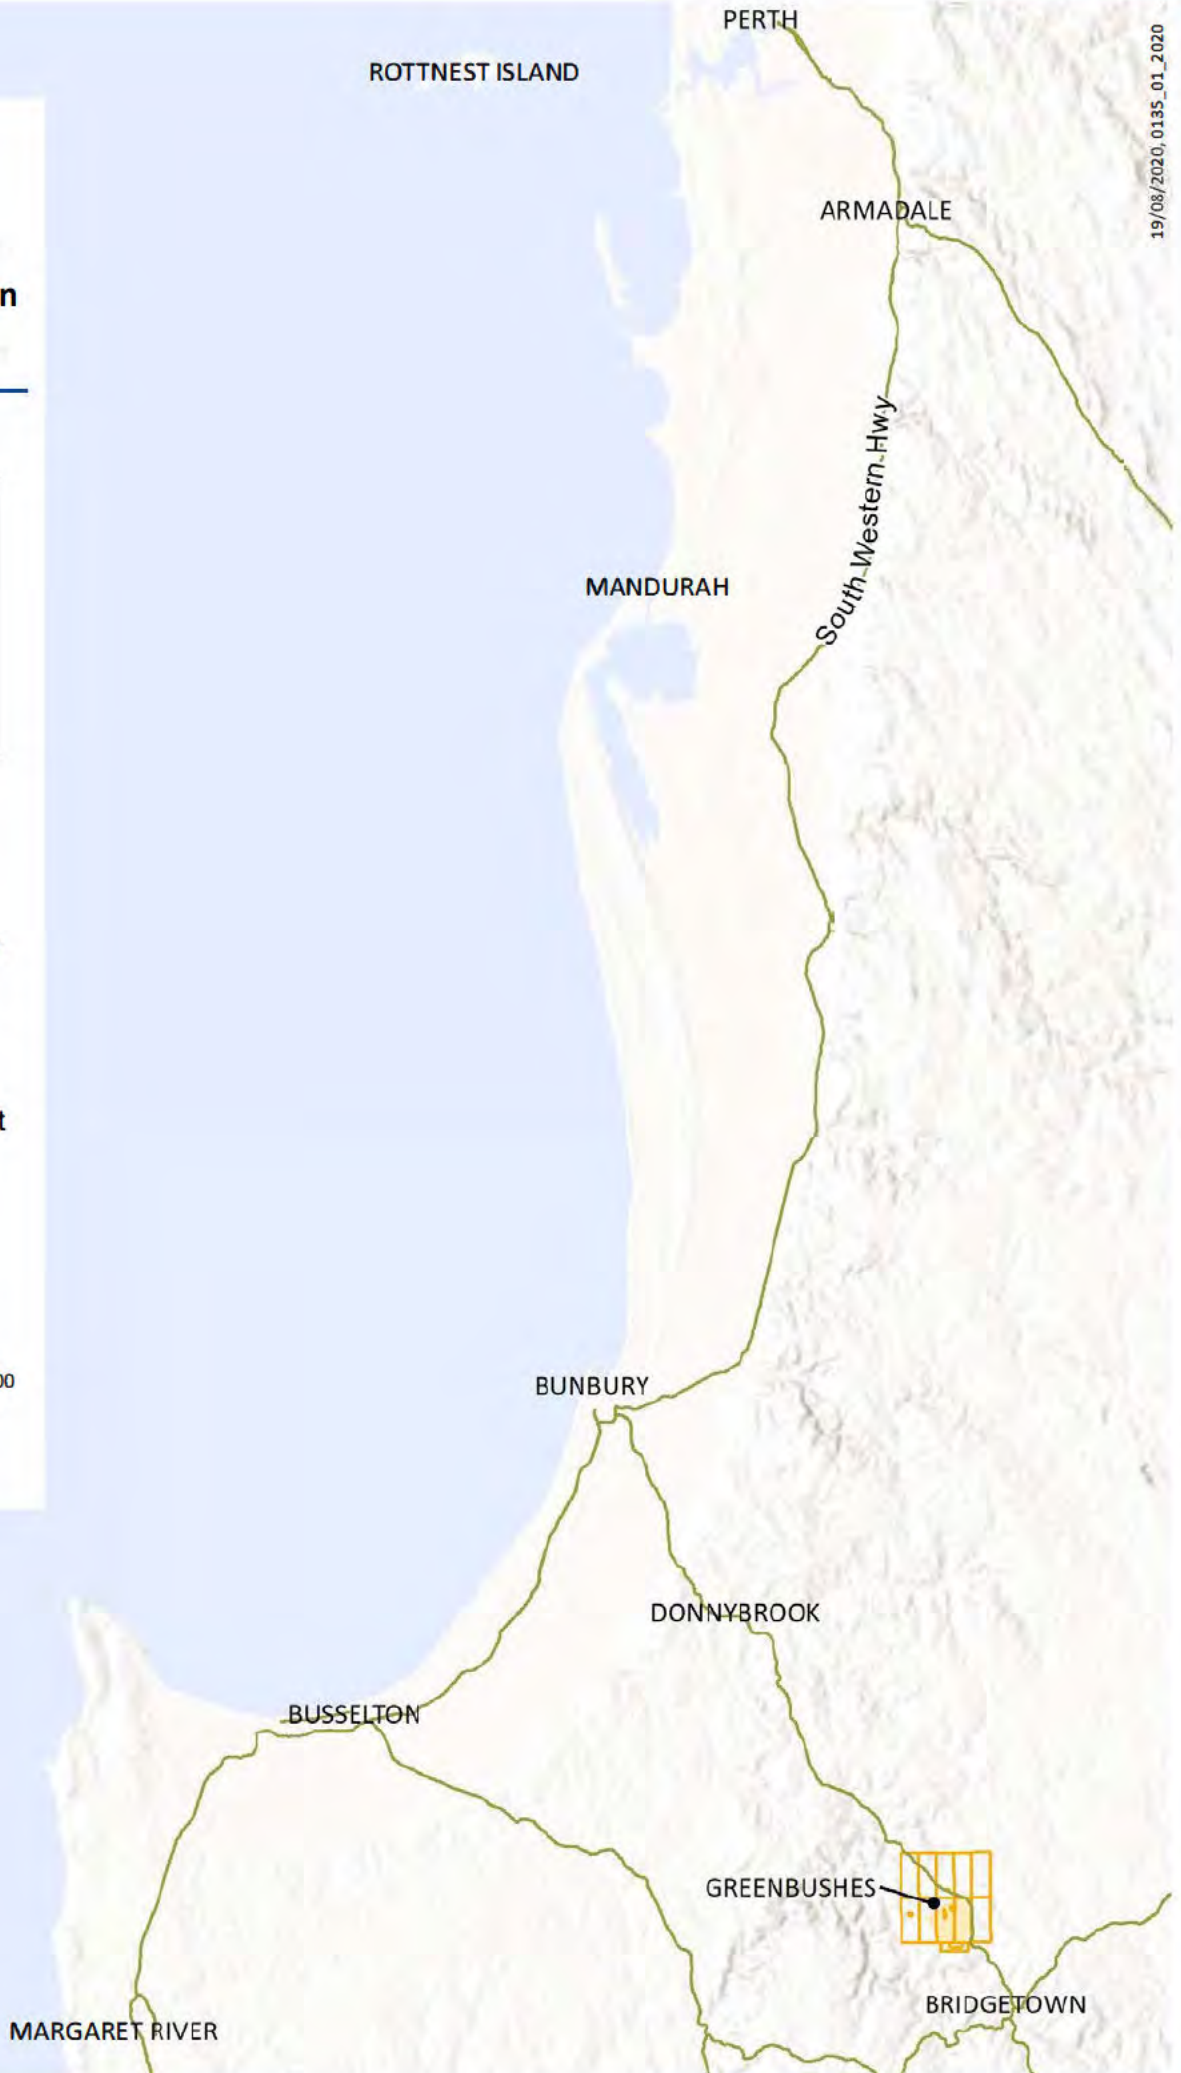 PERTH
ROTTNEST ISLAND
19/08/2020, 0135_01_2020
ARMADALE
n
South-Western-Hwy
MANDURAH
t
00
BUNBURY
DONNYBROOK
BUSSELTON
GREENBUSHES
BRIDGETOWN
MARGARET RIVER